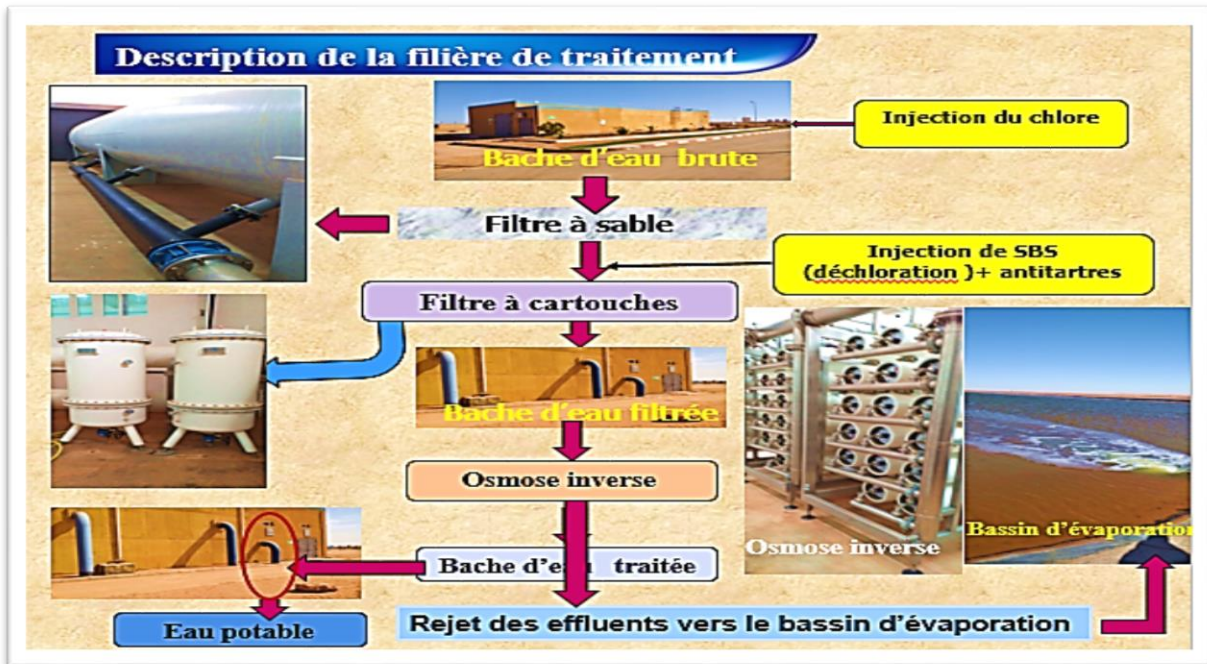 Description de la filière de traitement
Bache d'eau brute
Injection du chlore
Filtre à sable
Injection de SBS
(déchloration )+ antitartres
Filtre à cartouches
Bache d'eau filtrée
Osmose inverse
Osmose inverse
Bassin d'évaporation
Bache d'eau traitée
Eau potable
Rejet des effluents vers le bassin d'évaporation